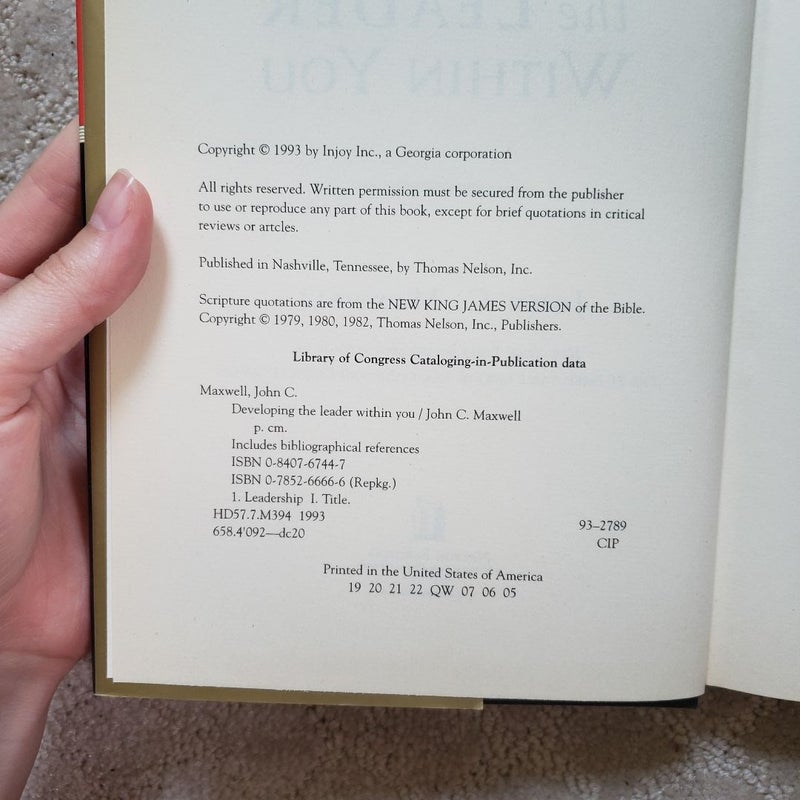 the LEADER
WITHIN YOU
Copyright © 1993 by Injoy Inc., a Georgia corporation
All rights reserved. Written permission must be secured from the publisher
to use or reproduce any part of this book, except for brief quotations in critical
reviews or artcles.
Published in Nashville, Tennessee, by Thomas Nelson, Inc.
Scripture quotations are from the NEW KING JAMES VERSION of the Bible.
Copyright © 1979, 1980, 1982, Thomas Nelson, Inc., Publishers.
Library of Congress Cataloging-in-Publication data
Maxwell, John C.
Developing the leader within you / John C. Maxwell
p. cm.
Includes bibliographical references
ISBN 0-8407-6744-7
ISBN 0-7852-6666-6 (Repkg.)
1. Leadership I. Title.
HD57.7.M394 1993
658.4'092—dc20
93–2789
CIP
Printed in the United States of America
19 20 21 22 QW 07 06 05